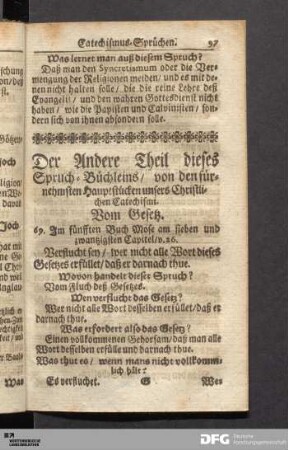 Catechismus-Sprüchen. 97
Was lernet man auß diesem Spruch?
Daß man den Syncretismum oder die Ver-
mengung der Religionen meiden/ und es mit de-
nen nicht halten solle/ die die reine Lehre deß
Evangelii/ und den wahren Gottesdienst nicht
haben/ wie die Papisten und Calvinisten/ son-
dern sich von ihnen absondern solle.
Der Andere Theil dieses
Spruch-Büchleins/ von den für-
nehmsten Hauptstücken unsers Christli-
chen Catechismi.
Vom Gesetz.
69. Im fünfften Buch Mose am sieben und
zwantzigsten Capitel/ v. 26.
Verflucht sey/ wer nicht alle Wort dieses
Gesetzes erfüllet/ daß er darnach thue.
Wovon handelt dieser Spruch?
Vom Fluch deß Gesetzes.
Wen verflucht das Gesetz?
Wer nicht alle Wort desselben erfüllet/ daß er
darnach thue.
Was erfordert also das Gesetz?
Einen vollkommenen Gehorsam/ daß man alle
Wort desselben erfülle und darnach thue.
Was thut es/ wenn mans nicht vollkomm-
lich hält?
Es verfluchet. G Wes
DFG